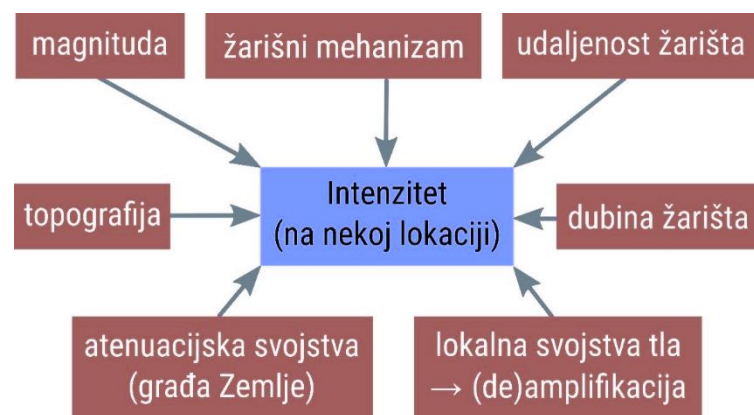 magnituda
žarišni mehanizam
udaljenost žarišta
topografija
Intenzitet
(na nekoj lokaciji)
dubina žarišta
atenuacijska svojstva
(građa Zemlje)
lokalna svojstva tla
→ (de)amplifikacija